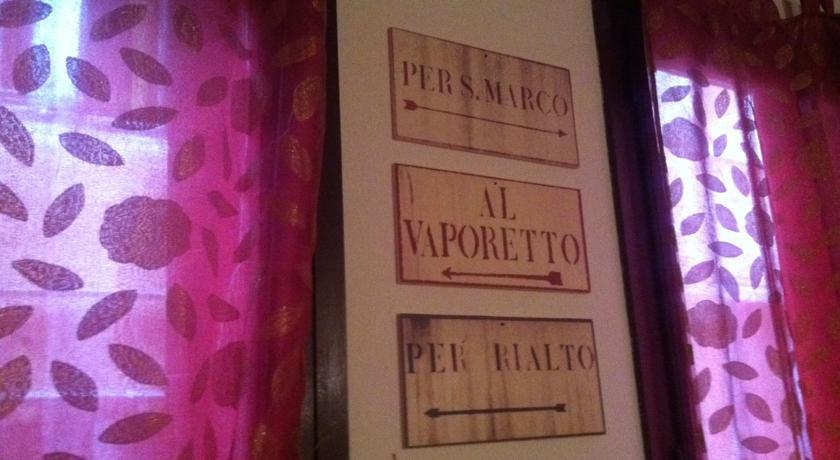 PER S. MARCO
AL
VAPORETTO
PER RIALTO